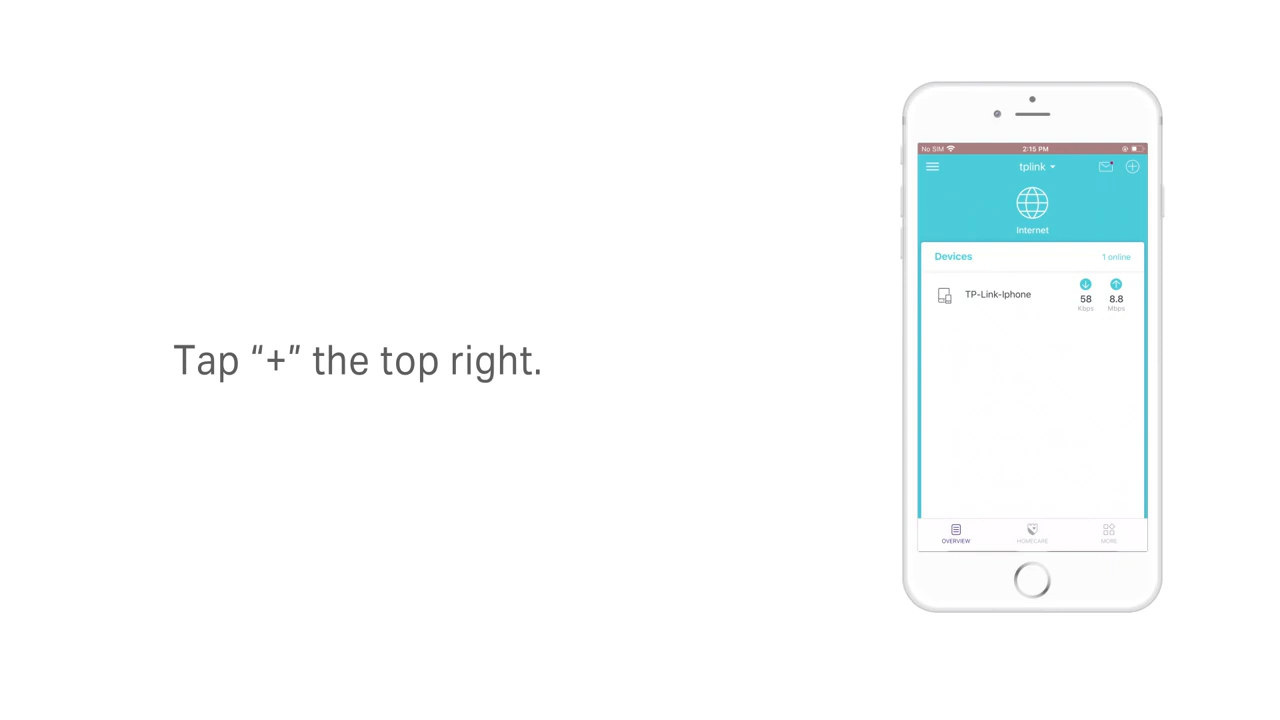 Tap “+” the top right.
No SIM 2:15 PM
tplink
Internet
Devices 1 online
TP-Link-Iphone 58 Kbps 8.8 Mbps
OVERVIEW HOMECARE MORE